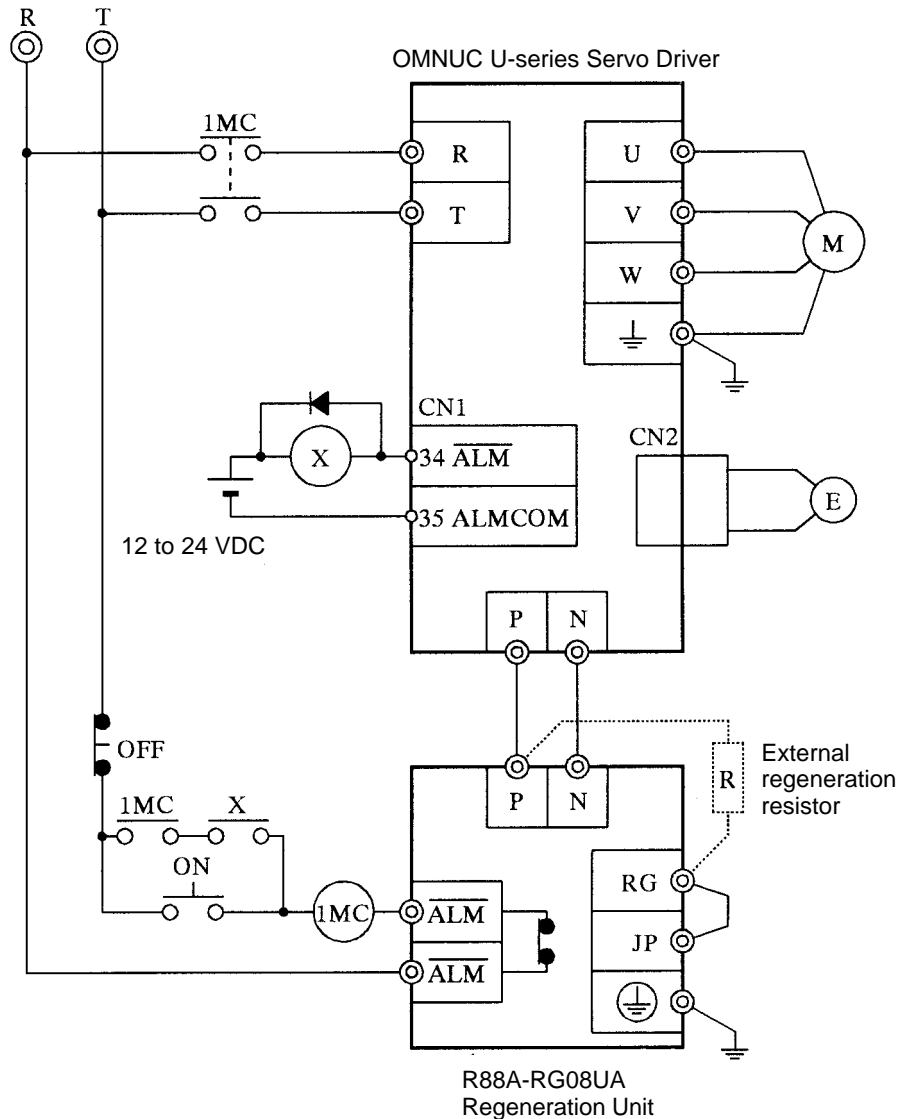 R T
OMNUC U-series Servo Driver
1MC
R U
T V
M
W
CN1
CN2
X
34 ALM
E
35 ALMCOM
12 to 24 VDC
P N
OFF
External
regeneration
resistor
R
P N
1MC X
ON
RG
1MC
ALM
JP
ALM
R88A-RG08UA
Regeneration Unit